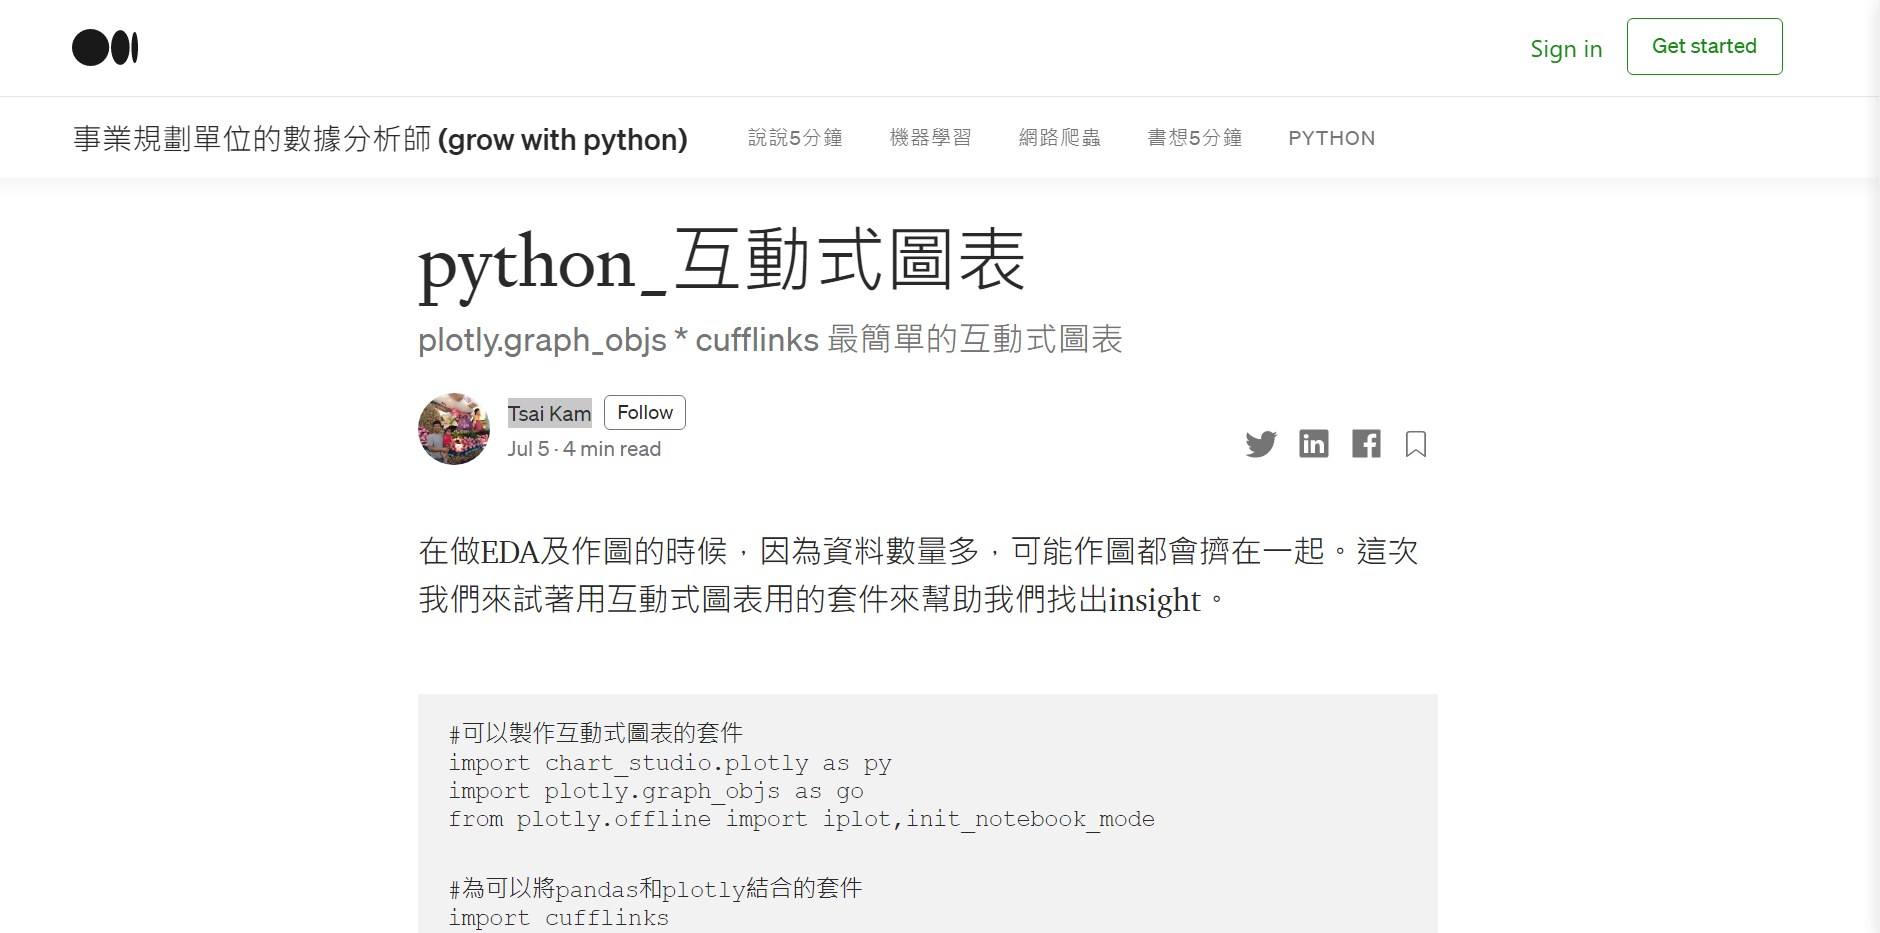 Sign in
Get started
事業規劃單位的數據分析師 (grow with python)
說說5分鐘
機器學習
網路爬蟲
書想5分鐘
PYTHON
python_互動式圖表
plotly.graph_objs * cufflinks 最簡單的互動式圖表
Tsai Kam
Follow
Jul 5 · 4 min read
在做EDA及作圖的時候，因為資料數量多，可能作圖都會擠在一起。這次
我們來試著用互動式圖表用的套件來幫助我們找出insight。
#可以製作互動式圖表的套件
import chart_studio.plotly as py
import plotly.graph_objs as go
from plotly.offline import iplot,init_notebook_mode
#為可以將pandas和plotly結合的套件
import cufflinks